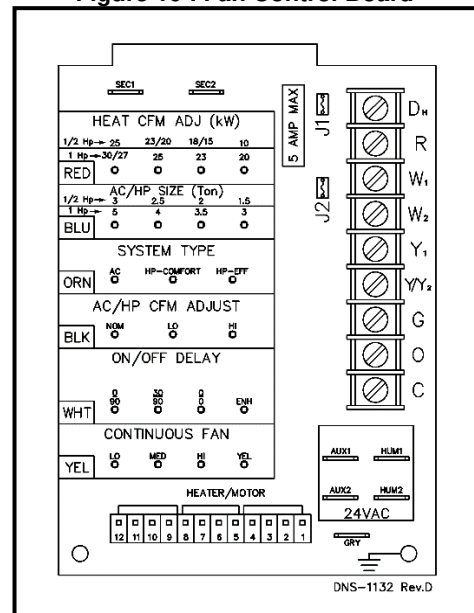 Fan Control Board
SEC1 SEC2
5 AMP MAX
J1
J2
HEAT CFM ADJ (kW)
1/2 Hp→ 25 23/20 18/15 10
1 Hp→30/27 25 23 20
RED
AC/HP SIZE (Ton)
1/2 Hp→ 3 2.5 2 1.5
1 Hp→ 5 4 3.5 3
BLU
SYSTEM TYPE
AC HP-COMFORT HP-EFF
ORN
AC/HP CFM ADJUST
NOM LO HI
BLK
ON/OFF DELAY
0 30 0
90 90 0 ENH
WHT
CONTINUOUS FAN
LO MED HI YEL
YEL
DH
R
W1
W2
Y1
Y/Y2
G
O
C
AUX1 HUM1
AUX2 HUM2
24VAC
GRY
HEATER/MOTOR
12 11 10 9 8 7 6 5 4 3 2 1
DNS-1132 Rev.D